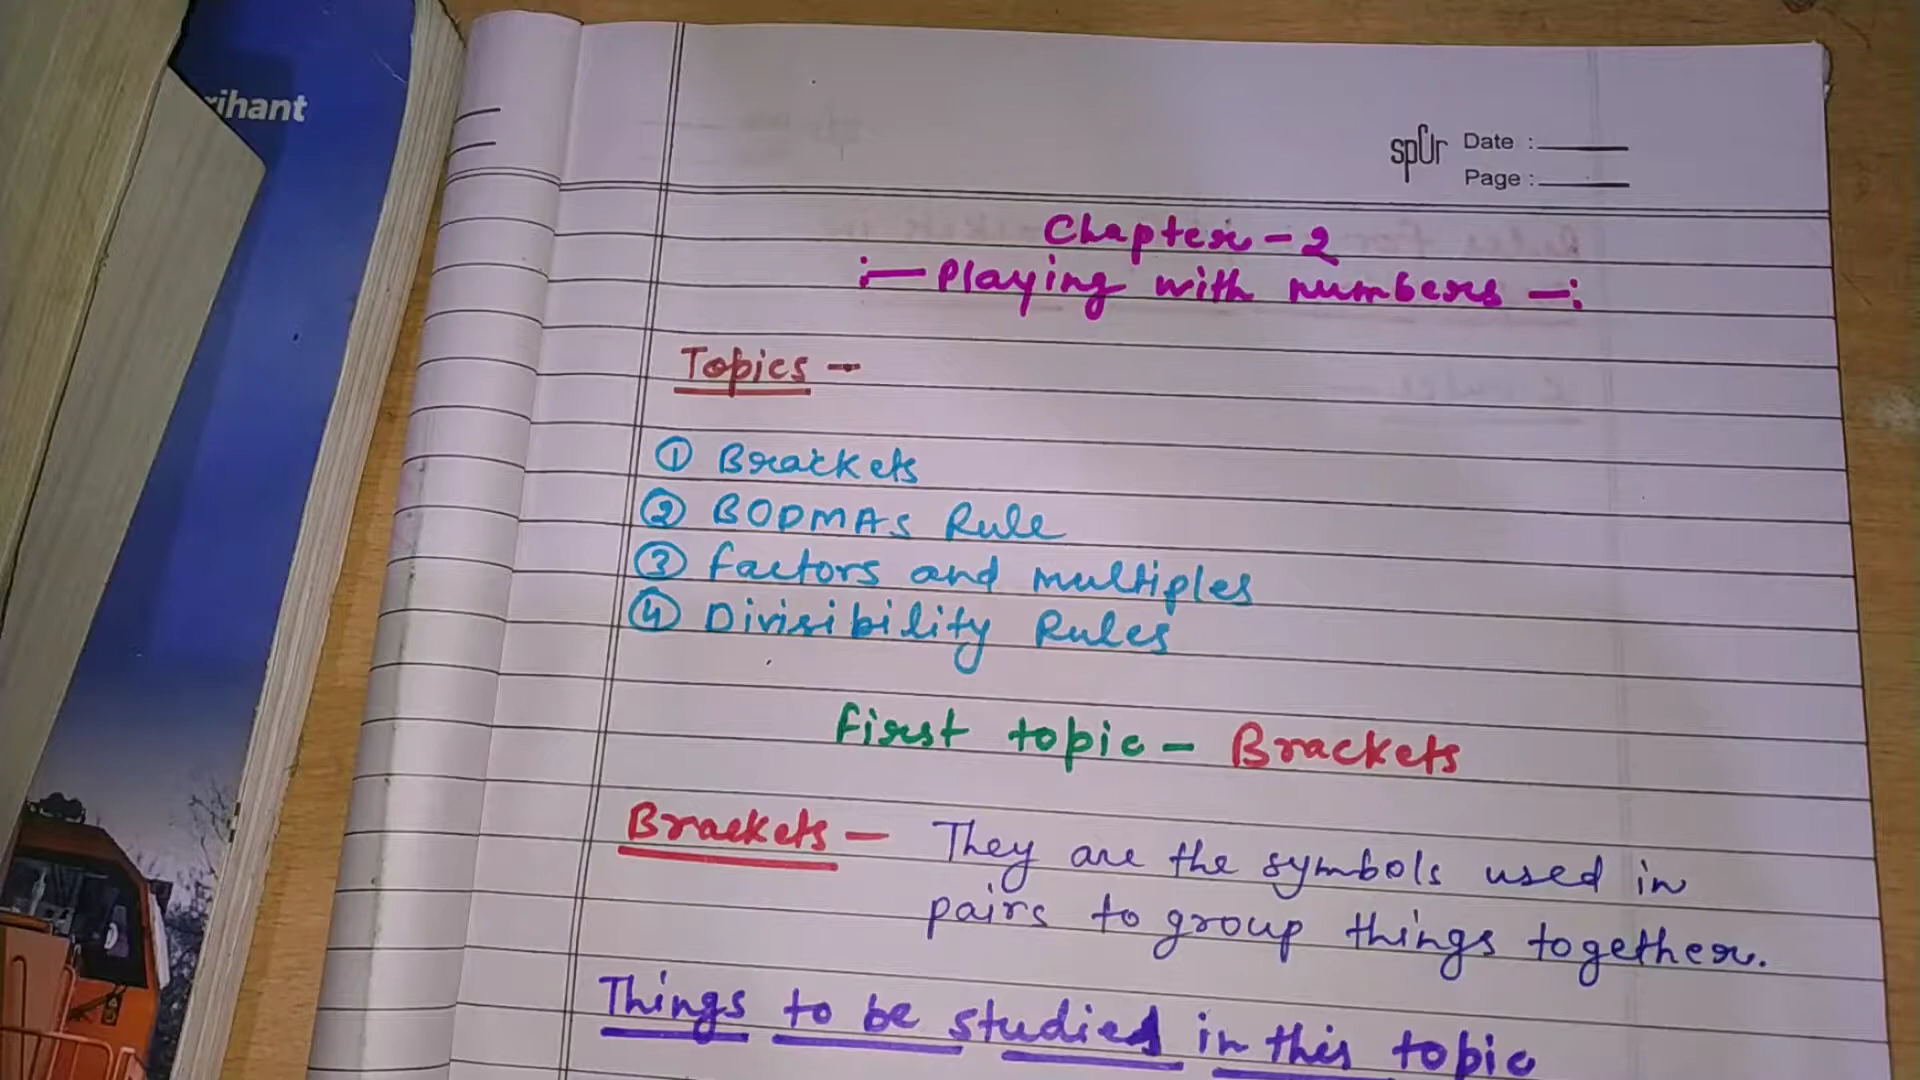 rihant
spUr Date :
Page :
Chapter - 2
:- Playing with numbers -:
Topics -
① Brackets
② BODMAS Rule
③ factors and multiples
④ Divisibility Rules
first topic - Brackets
Brackets - They are the symbols used in
pairs to group things together.
Things to be studied in this topic